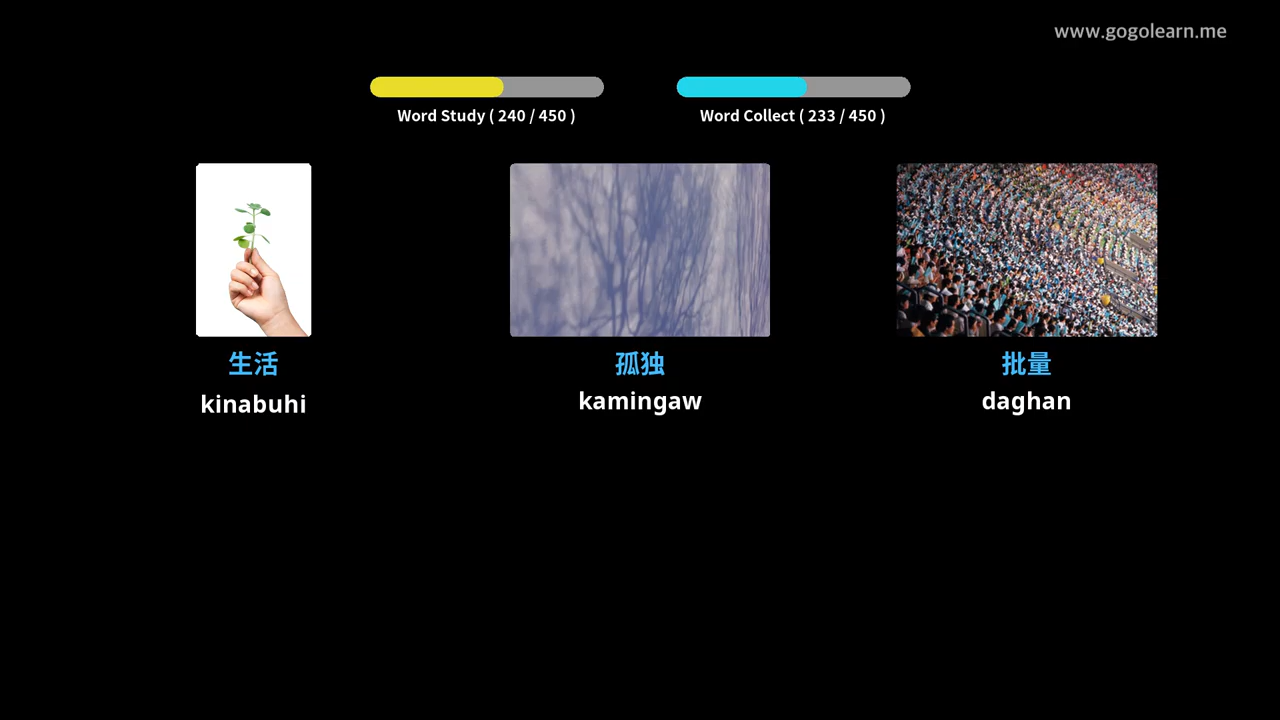 www.gogolearn.me
Word Study ( 240 / 450 )
Word Collect ( 233 / 450 )
生活
kinabuhi
孤独
kamingaw
批量
daghan